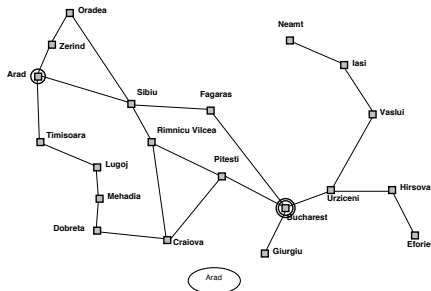 Oradea
Neamt
Zerind
Iasi
Arad
Sibiu
Fagaras
Vaslui
Timisoara
Rimnicu Vilcea
Lugoj
Pitesti
Mehadia
Urziceni
Hirsova
Bucharest
Dobreta
Craiova
Eforie
Giurgiu
Arad